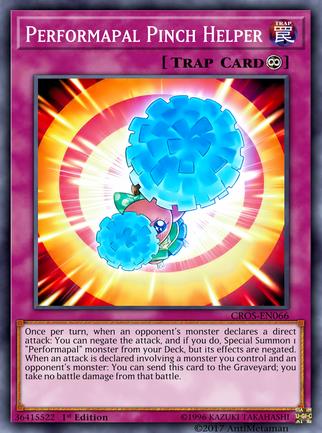 PERFORMAPAL PINCH HELPER
TRAP
罠
[TRAP CARD∞]
CROS-EN066
Once per turn, when an opponent's monster declares a direct
attack: You can negate the attack, and if you do, Special Summon 1
"Performapal" monster from your Deck, but its effects are negated.
When an attack is declared involving a monster you control and an
opponent's monster: You can send this card to the Graveyard; you
take no battle damage from that battle.
36415522 1st Edition
©1996 KAZUKI TAKAHASHI
©2017 AntiMetaman